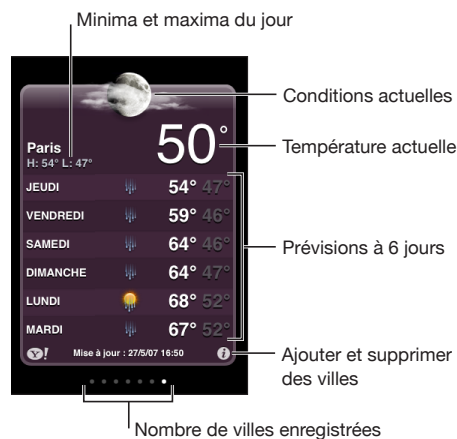 Minima et maxima du jour
Conditions actuelles
Paris
H: 54° L: 47°
50°
Température actuelle
JEUDI 54° 47°
VENDREDI 59° 46°
SAMEDI 64° 46°
DIMANCHE 64° 47°
LUNDI 68° 52°
MARDI 67° 52°
Prévisions à 6 jours
Y! Mise à jour : 27/5/07 16:50 i
Ajouter et supprimer
des villes
Nombre de villes enregistrées